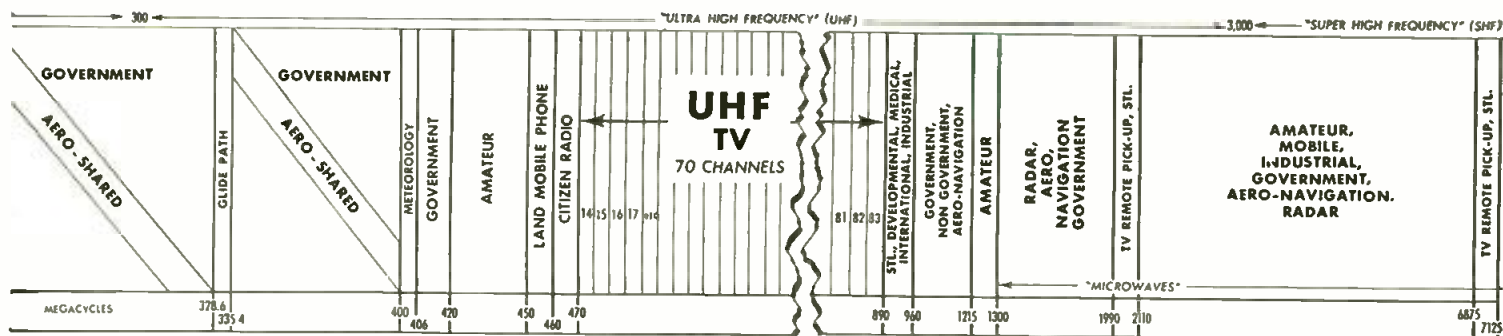 300
"ULTRA HIGH FREQUENCY" (UHF)
3,000
"SUPER HIGH FREQUENCY" (SHF)
GOVERNMENT
AERO-SHARED
GLIDE PATH
GOVERNMENT
AERO-SHARED
METEOROLOGY
GOVERNMENT
AMATEUR
LAND MOBILE PHONE
CITIZEN RADIO
14 15 16 17
UHF
TV
70 CHANNELS
81 82 83
STL., DEVELOPMENTAL, MEDICAL,
INTERNATIONAL, INDUSTRIAL
GOVERNMENT,
NON GOVERNMENT,
AERO-NAVIGATION
AMATEUR
RADAR,
AERO,
NAVIGATION
GOVERNMENT
TV REMOTE PICK-UP, STL.
AMATEUR,
MOBILE,
INDUSTRIAL,
GOVERNMENT,
AERO-NAVIGATION.
RADAR
TV REMOTE PICK-UP, STL.
"MICROWAVES"
MEGACYCLES
378.6
335 4
400
406
420
450
460
470
890
960
1215
1300
1990
2110
6875
7125